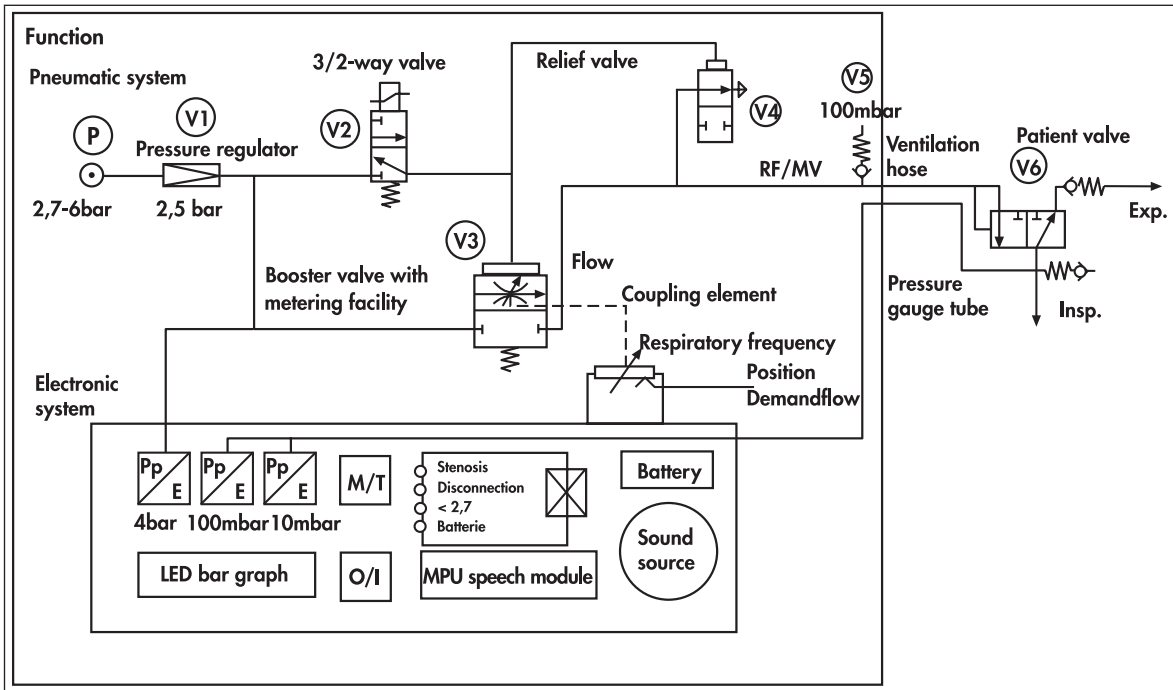 Function
Pneumatic system
3/2-way valve
Relief valve
V1
V2
V4
V5
100mbar
P
Pressure regulator
Patient valve
V6
Ventilation
hose
RF/MV
2,7-6bar
2,5 bar
Exp.
V3
Flow
Booster valve with
metering facility
Coupling element
Pressure
gauge tube
Insp.
Respiratory frequency
Position
Demandflow
Electronic
system
Pp
E
Pp
E
Pp
E
4bar
100mbar
10mbar
M/T
Stenosis
Disconnection
< 2,7
Batterie
Battery
Sound
source
LED bar graph
O/I
MPU speech module